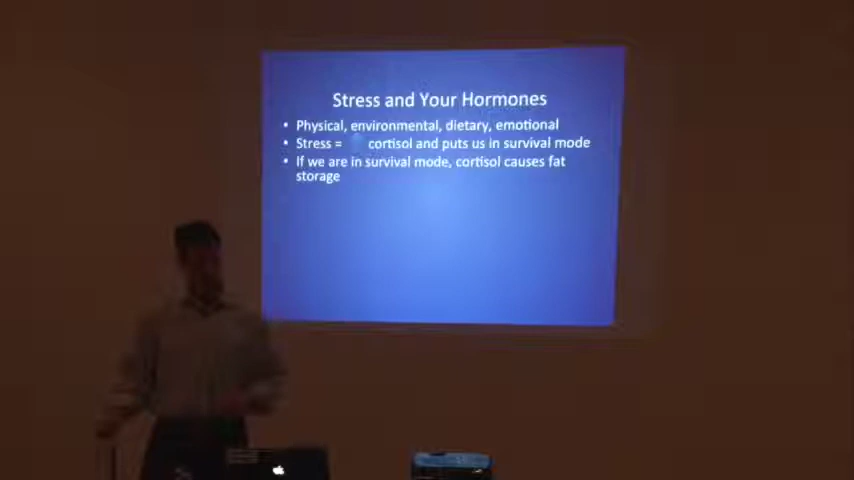 Stress and Your Hormones
• Physical, environmental, dietary, emotional
• Stress = cortisol and puts us in survival mode
• If we are in survival mode, cortisol causes fat
storage